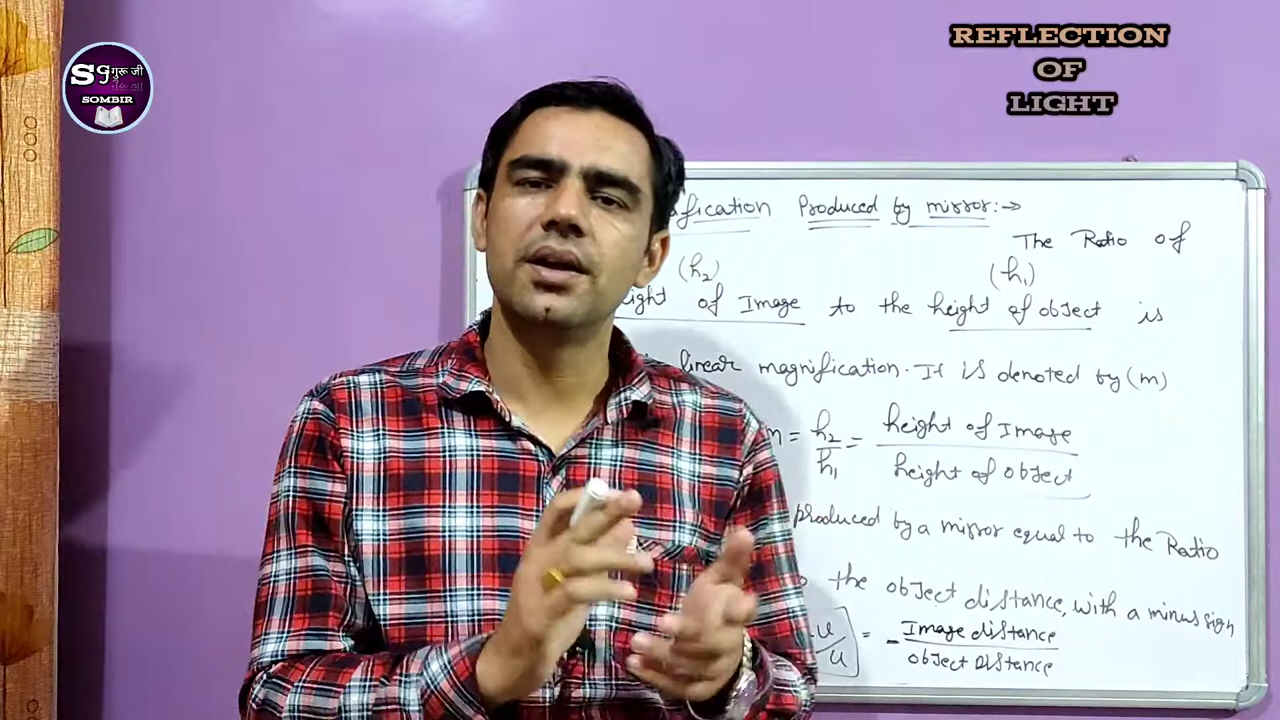 SG गुरू जी
SOMBIR
REFLECTION
OF
LIGHT
afication Produced by mirror:→
The Ratio of
(h₂) (h₁)
ight of Image to the height of obJect is
linear magnification. It is denoted by (m)
m = h₂/h₁ = height of Image / height of obJect
produced by a mirror equal to the Ratio
the obJect distance, with a minus sign
= - Image distance / obJect Distance